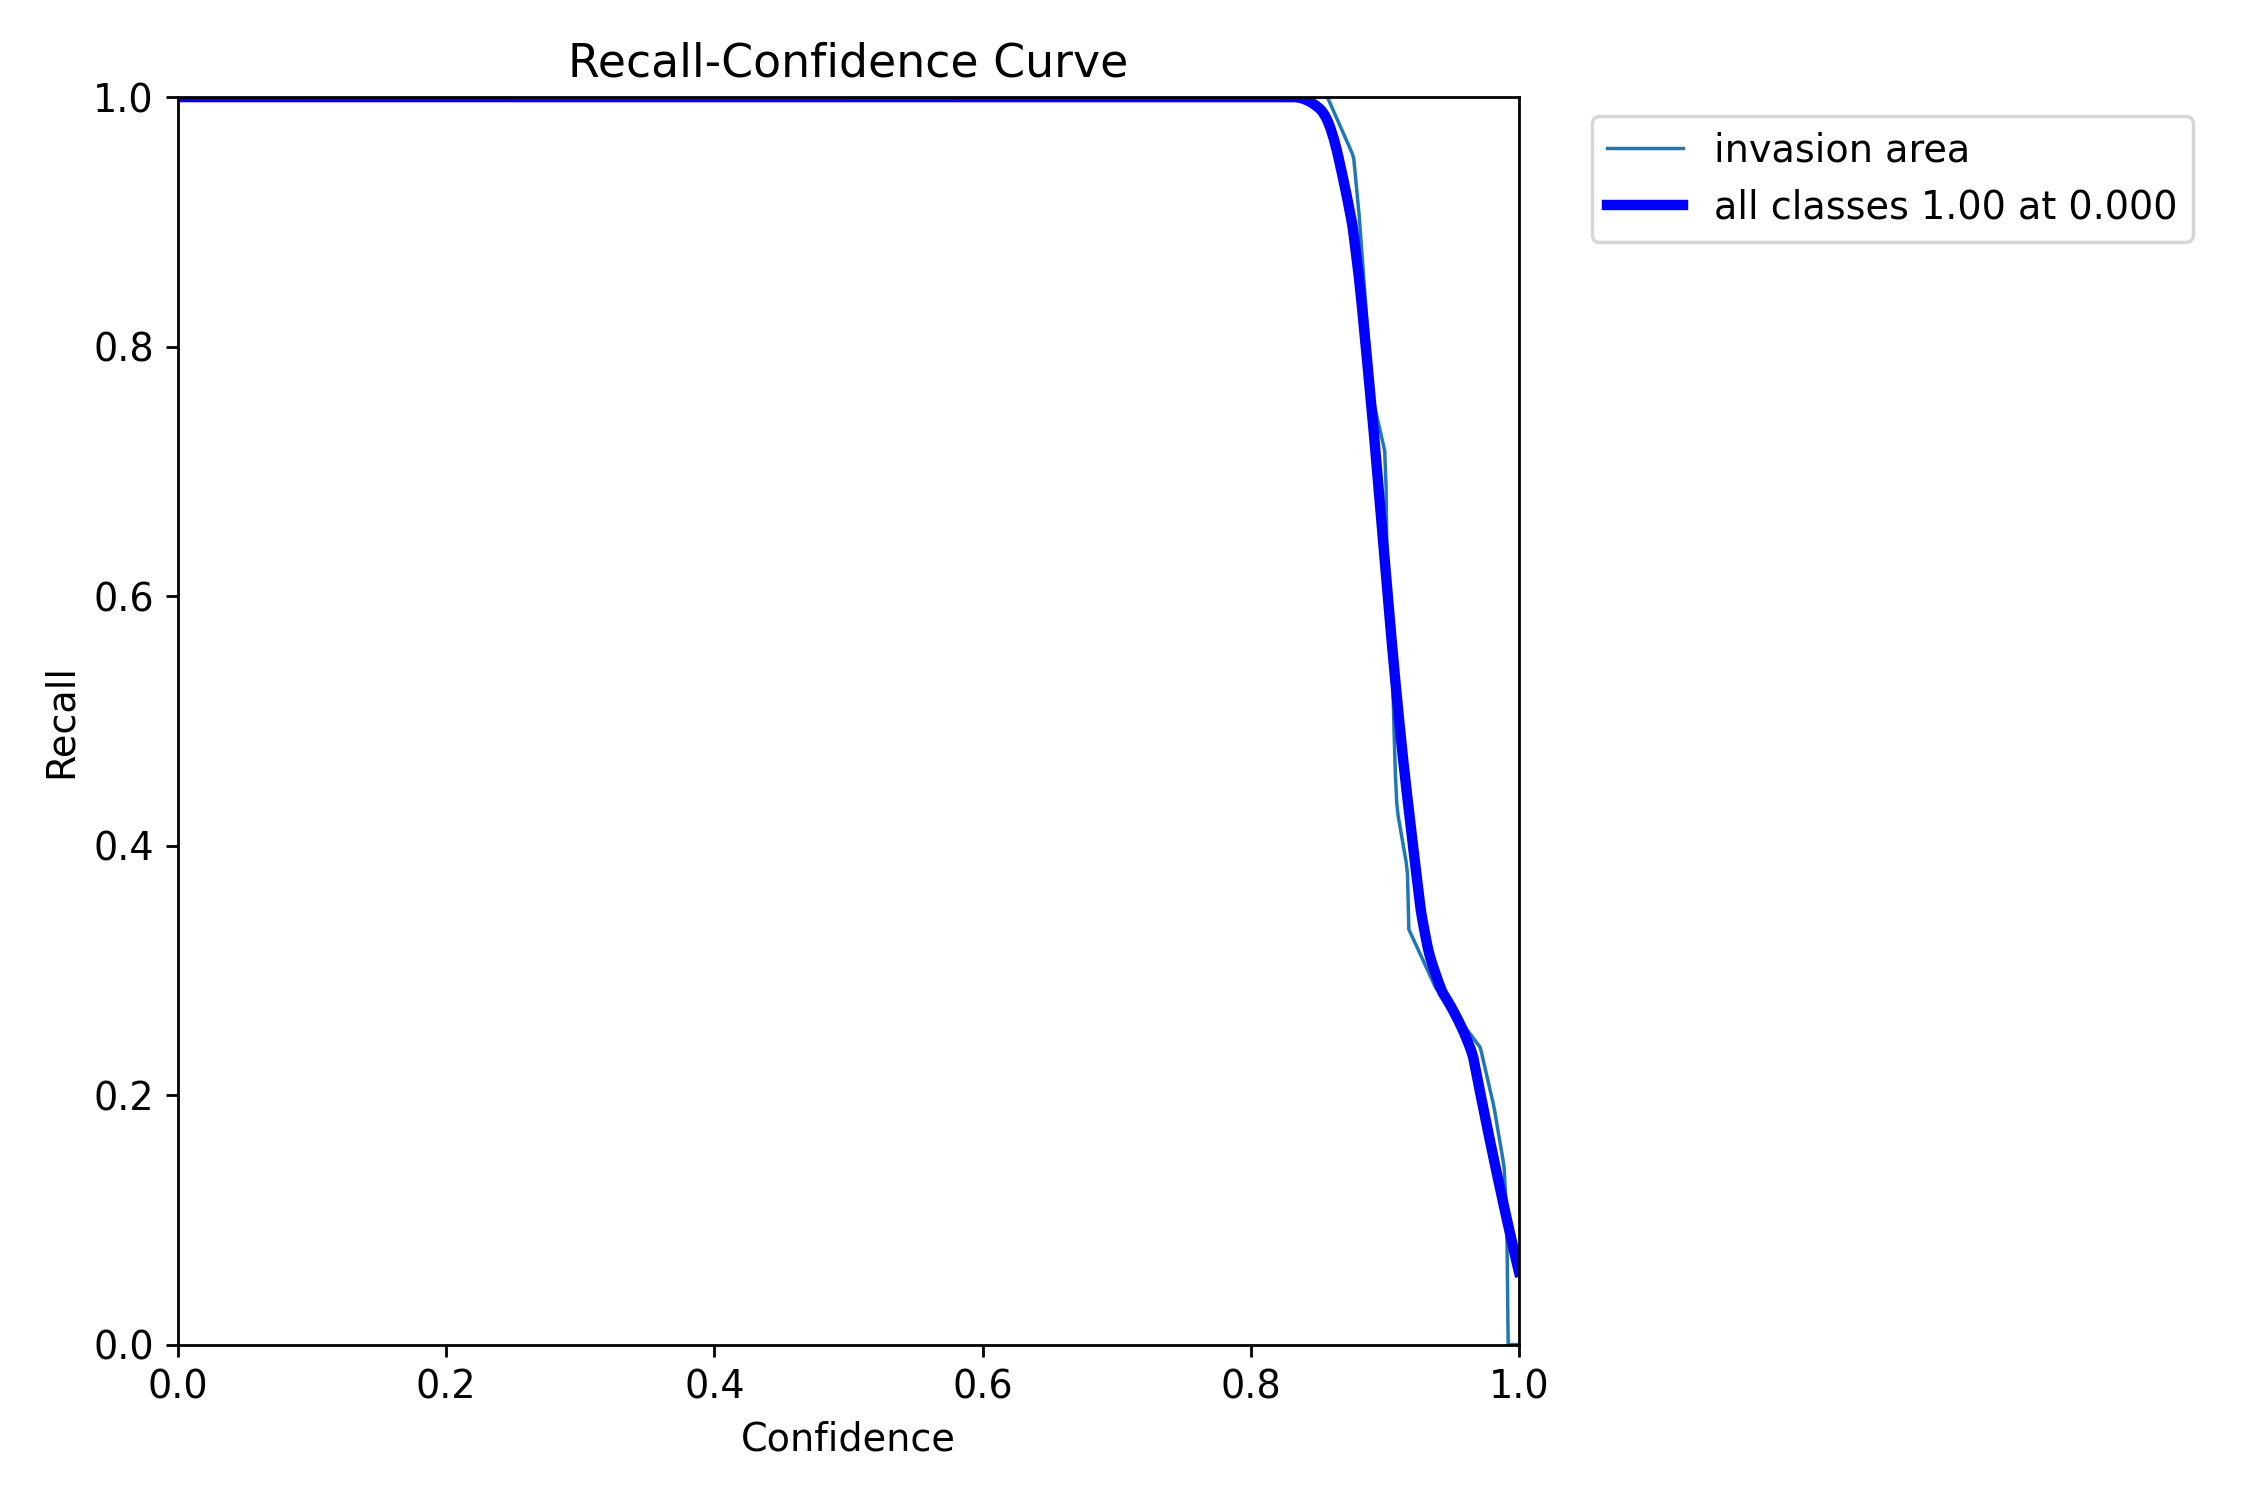 Recall-Confidence Curve
1.0
0.8
0.6
0.4
0.2
0.0
Recall
0.0 0.2 0.4 0.6 0.8 1.0
Confidence
invasion area
all classes 1.00 at 0.000